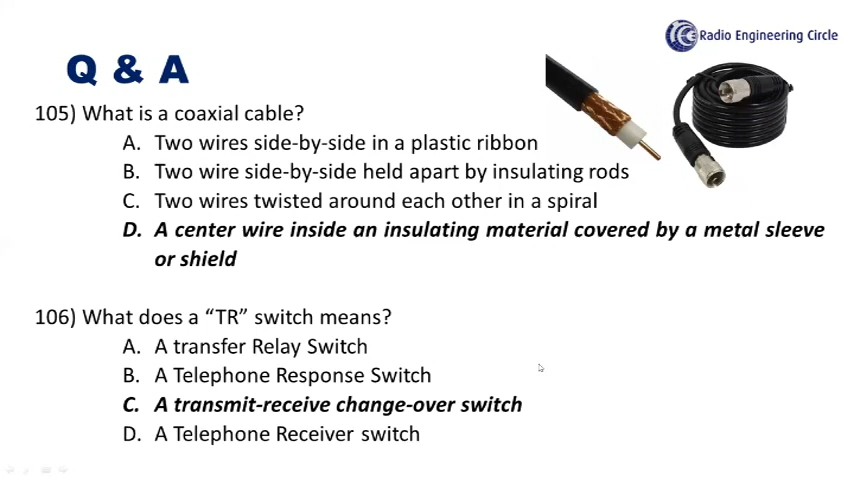 Radio Engineering Circle
Q & A
105) What is a coaxial cable?
A. Two wires side-by-side in a plastic ribbon
B. Two wire side-by-side held apart by insulating rods
C. Two wires twisted around each other in a spiral
D. A center wire inside an insulating material covered by a metal sleeve
or shield
106) What does a “TR” switch means?
A. A transfer Relay Switch
B. A Telephone Response Switch
C. A transmit-receive change-over switch
D. A Telephone Receiver switch